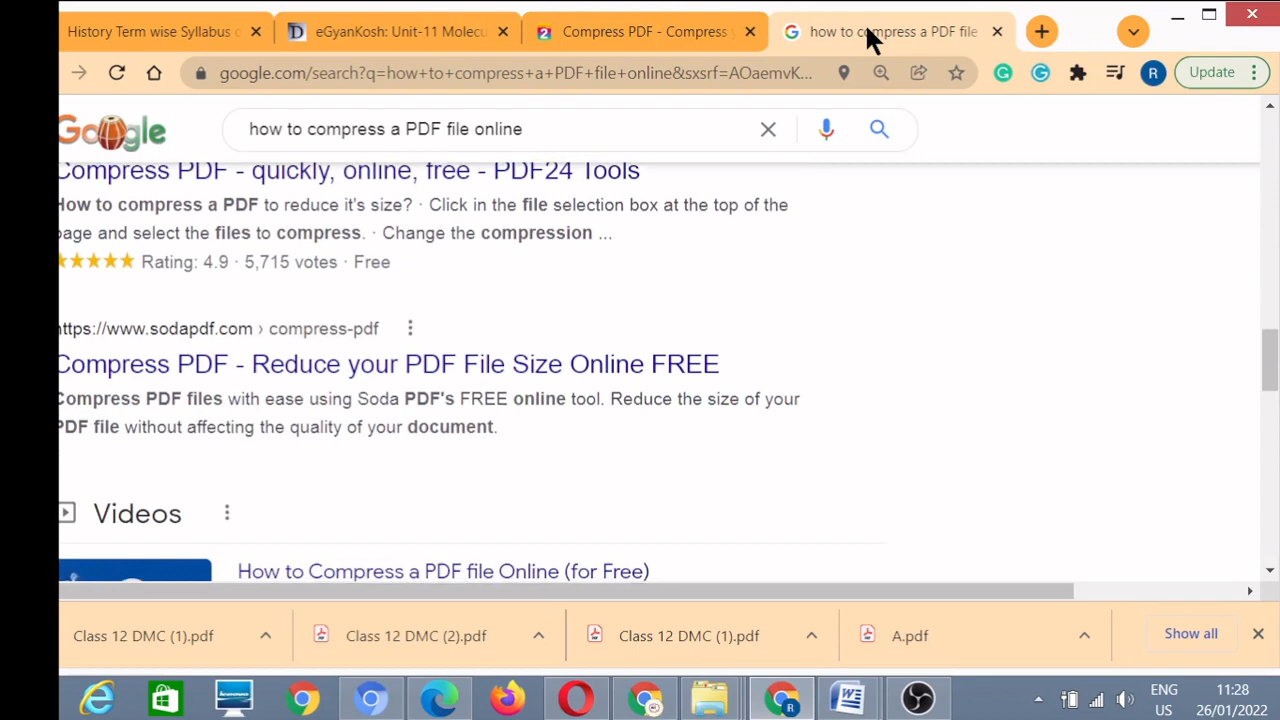 History Term wise Syllabus
eGyanKosh: Unit-11 Molecu
Compress PDF - Compress
how to compress a PDF file
google.com/search?q=how+to+compress+a+PDF+file+online&sxsrf=AOaemvK...
R
Update
Google
how to compress a PDF file online
Compress PDF - quickly, online, free - PDF24 Tools
How to compress a PDF to reduce it's size? · Click in the file selection box at the top of the
page and select the files to compress. · Change the compression ...
Rating: 4.9 · 5,715 votes · Free
https://www.sodapdf.com › compress-pdf
Compress PDF - Reduce your PDF File Size Online FREE
Compress PDF files with ease using Soda PDF's FREE online tool. Reduce the size of your
PDF file without affecting the quality of your document.
Videos
How to Compress a PDF file Online (for Free)
Class 12 DMC (1).pdf
Class 12 DMC (2).pdf
Class 12 DMC (1).pdf
A.pdf
Show all
ENG
US
11:28
26/01/2022